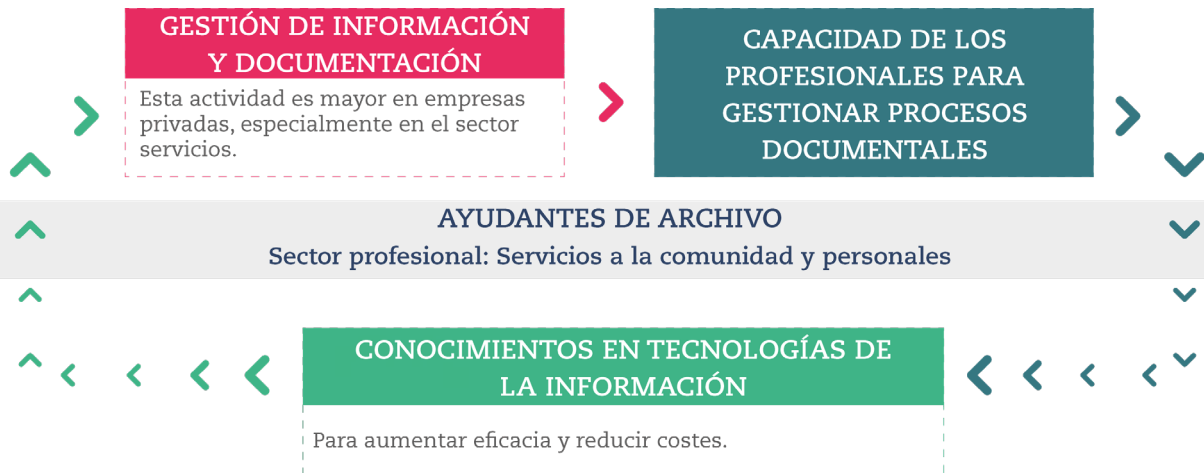 GESTIÓN DE INFORMACIÓN
Y DOCUMENTACIÓN
Esta actividad es mayor en empresas
privadas, especialmente en el sector
servicios.
CAPACIDAD DE LOS
PROFESIONALES PARA
GESTIONAR PROCESOS
DOCUMENTALES
AYUDANTES DE ARCHIVO
Sector profesional: Servicios a la comunidad y personales
CONOCIMIENTOS EN TECNOLOGÍAS DE
LA INFORMACIÓN
Para aumentar eficacia y reducir costes.